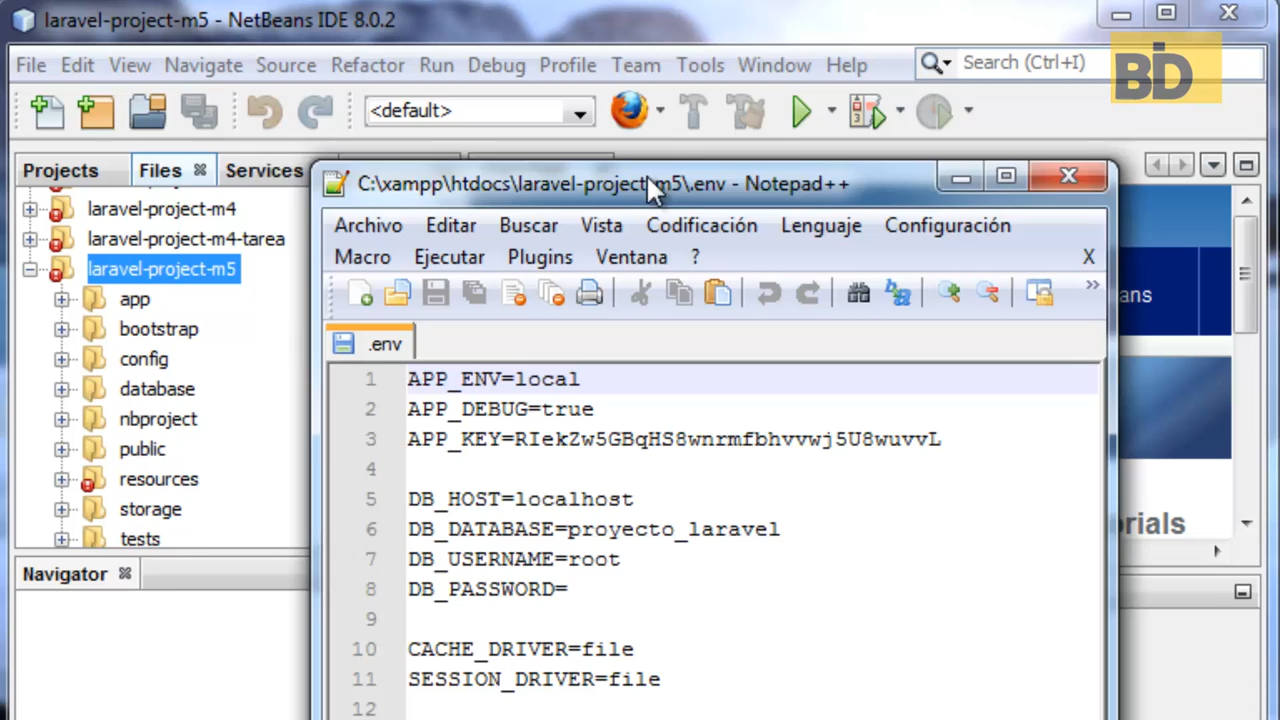 laravel-project-m5 - NetBeans IDE 8.0.2
File Edit View Navigate Source Refactor Run Debug Profile Team Tools Window Help
Search (Ctrl+I)
BD
<default>
Projects Files Services
laravel-project-m4
laravel-project-m4-tarea
laravel-project-m5
app
bootstrap
config
database
nbproject
public
resources
storage
tests
Navigator
C:\xampp\htdocs\laravel-project-m5\.env - Notepad++
Archivo Editar Buscar Vista Codificación Lenguaje Configuración
Macro Ejecutar Plugins Ventana ? X
.env
1 APP_ENV=local
2 APP_DEBUG=true
3 APP_KEY=RIekZw5GBqHS8wnrmfbhvvwj5U8wuvvL
4
5 DB_HOST=localhost
6 DB_DATABASE=proyecto_laravel
7 DB_USERNAME=root
8 DB_PASSWORD=
9
10 CACHE_DRIVER=file
11 SESSION_DRIVER=file
12
ans
orials